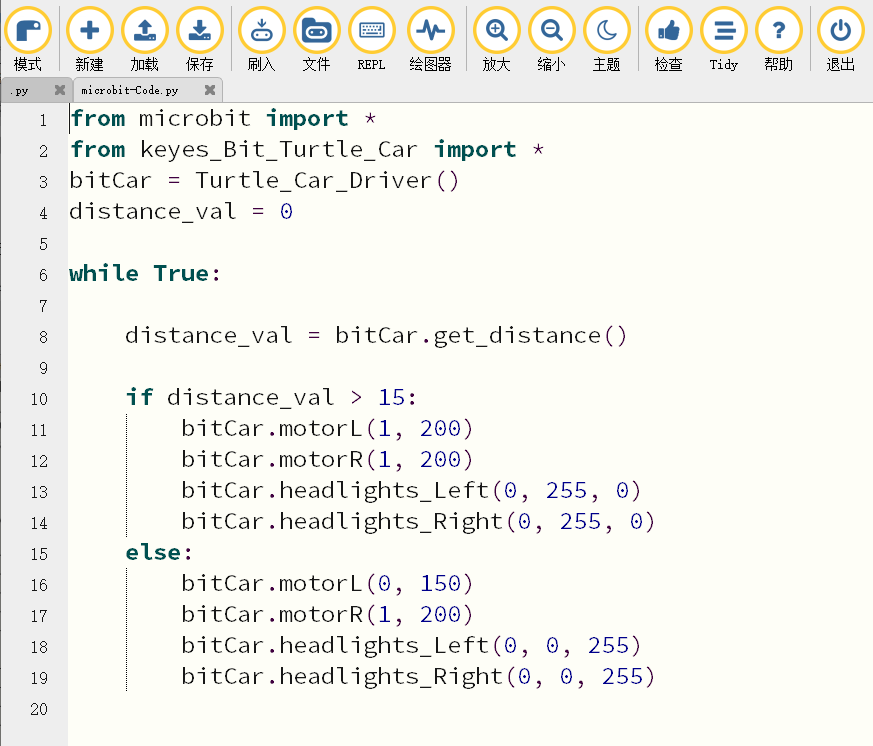 模式 新建 加载 保存 刷入 文件 REPL 绘图器 放大 缩小 主题 检查 Tidy 帮助 退出
.py microbit-Code.py
1 from microbit import *
2 from keyes_Bit_Turtle_Car import *
3 bitCar = Turtle_Car_Driver()
4 distance_val = 0
5
6 while True:
7
8     distance_val = bitCar.get_distance()
9
10     if distance_val > 15:
11         bitCar.motorL(1, 200)
12         bitCar.motorR(1, 200)
13         bitCar.headlights_Left(0, 255, 0)
14         bitCar.headlights_Right(0, 255, 0)
15     else:
16         bitCar.motorL(0, 150)
17         bitCar.motorR(1, 200)
18         bitCar.headlights_Left(0, 0, 255)
19         bitCar.headlights_Right(0, 0, 255)
20